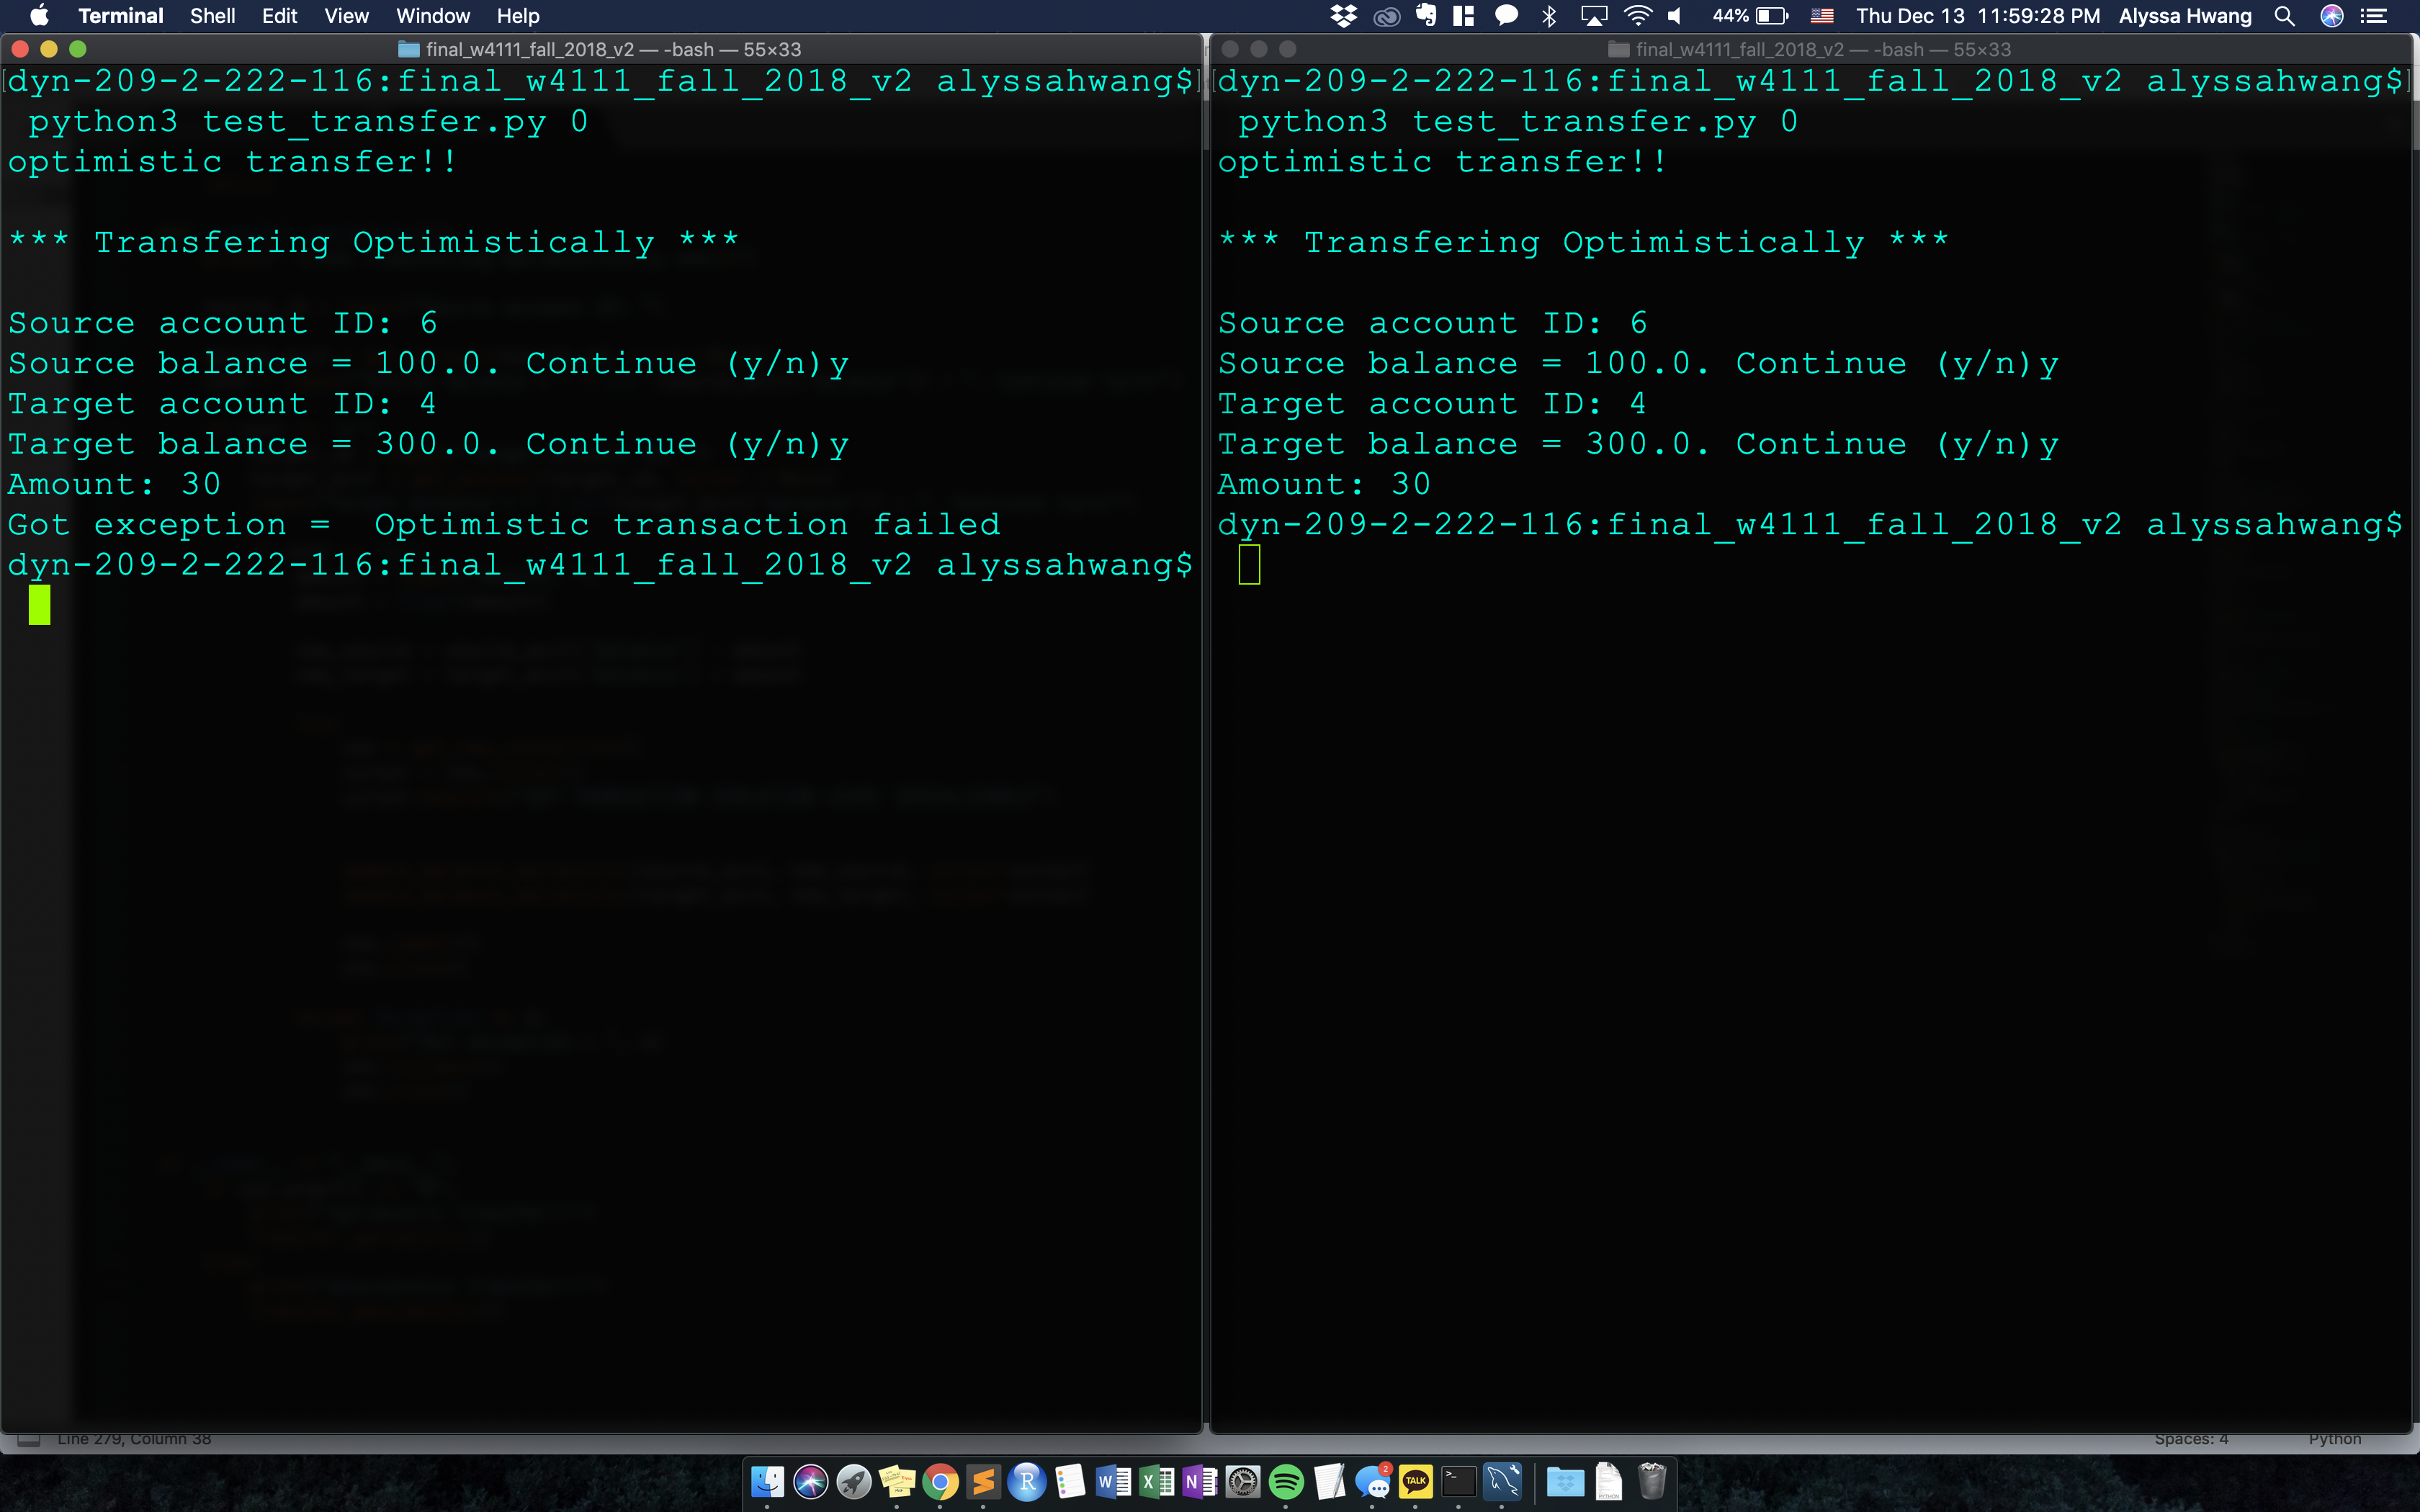 Terminal Shell Edit View Window Help 44% Thu Dec 13 11:59:28 PM Alyssa Hwang
final_w4111_fall_2018_v2 — -bash — 55×33
dyn-209-2-222-116:final_w4111_fall_2018_v2 alyssahwang$
python3 test_transfer.py 0
optimistic transfer!!
*** Transfering Optimistically ***
Source account ID: 6
Source balance = 100.0. Continue (y/n)y
Target account ID: 4
Target balance = 300.0. Continue (y/n)y
Amount: 30
Got exception =  Optimistic transaction failed
dyn-209-2-222-116:final_w4111_fall_2018_v2 alyssahwang$
final_w4111_fall_2018_v2 — -bash — 55×33
dyn-209-2-222-116:final_w4111_fall_2018_v2 alyssahwang$
python3 test_transfer.py 0
optimistic transfer!!
*** Transfering Optimistically ***
Source account ID: 6
Source balance = 100.0. Continue (y/n)y
Target account ID: 4
Target balance = 300.0. Continue (y/n)y
Amount: 30
dyn-209-2-222-116:final_w4111_fall_2018_v2 alyssahwang$
Line 279, Column 38 Spaces: 4 Python
2
TALK